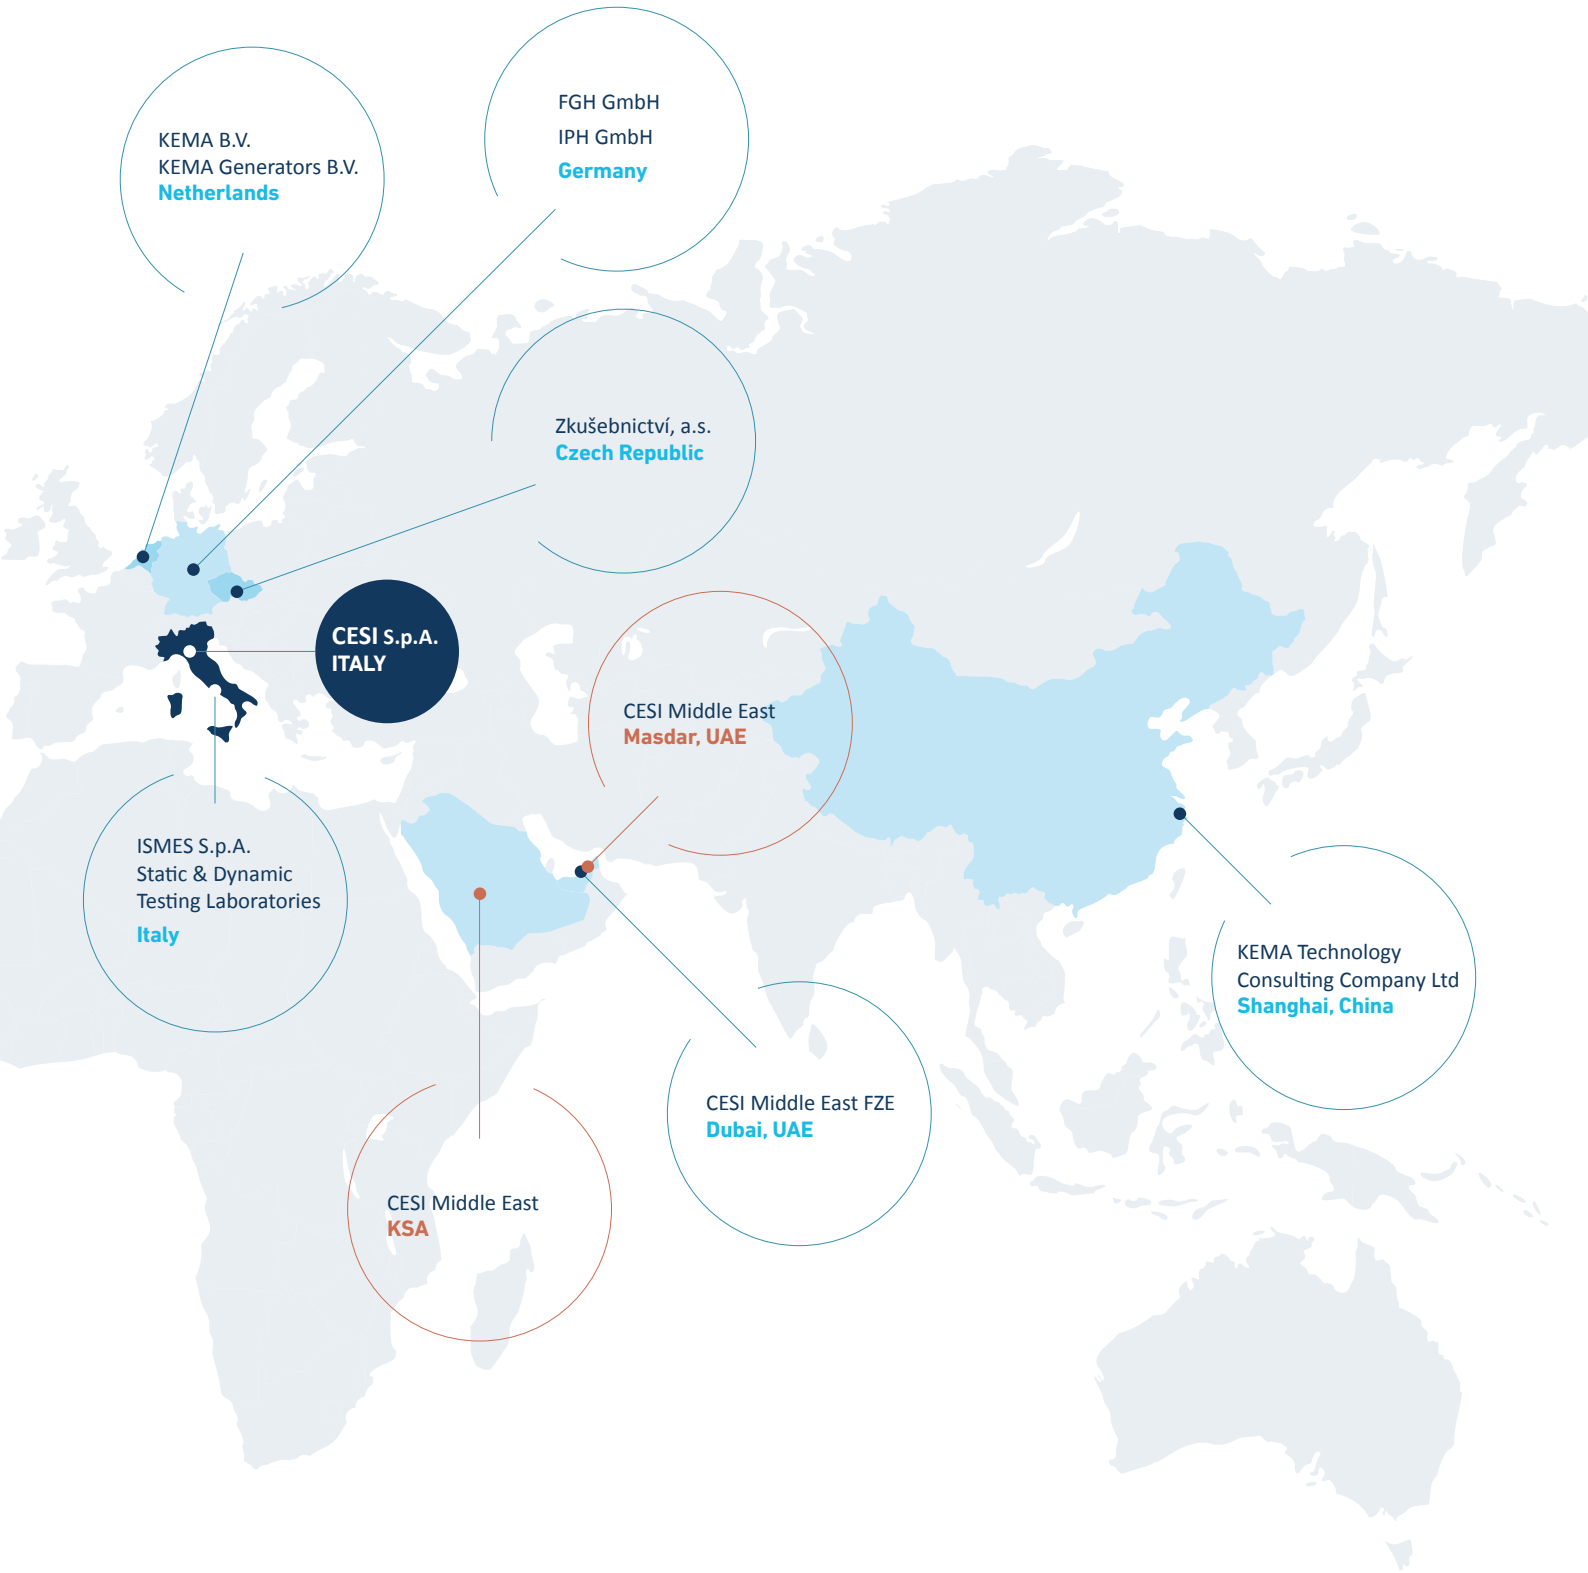 FGH GmbH
IPH GmbH
Germany
KEMA B.V.
KEMA Generators B.V.
Netherlands
Zkušebnictví, a.s.
Czech Republic
CESI S.p.A.
ITALY
CESI Middle East
Masdar, UAE
ISMES S.p.A.
Static & Dynamic
Testing Laboratories
Italy
KEMA Technology
Consulting Company Ltd
Shanghai, China
CESI Middle East FZE
Dubai, UAE
CESI Middle East
KSA